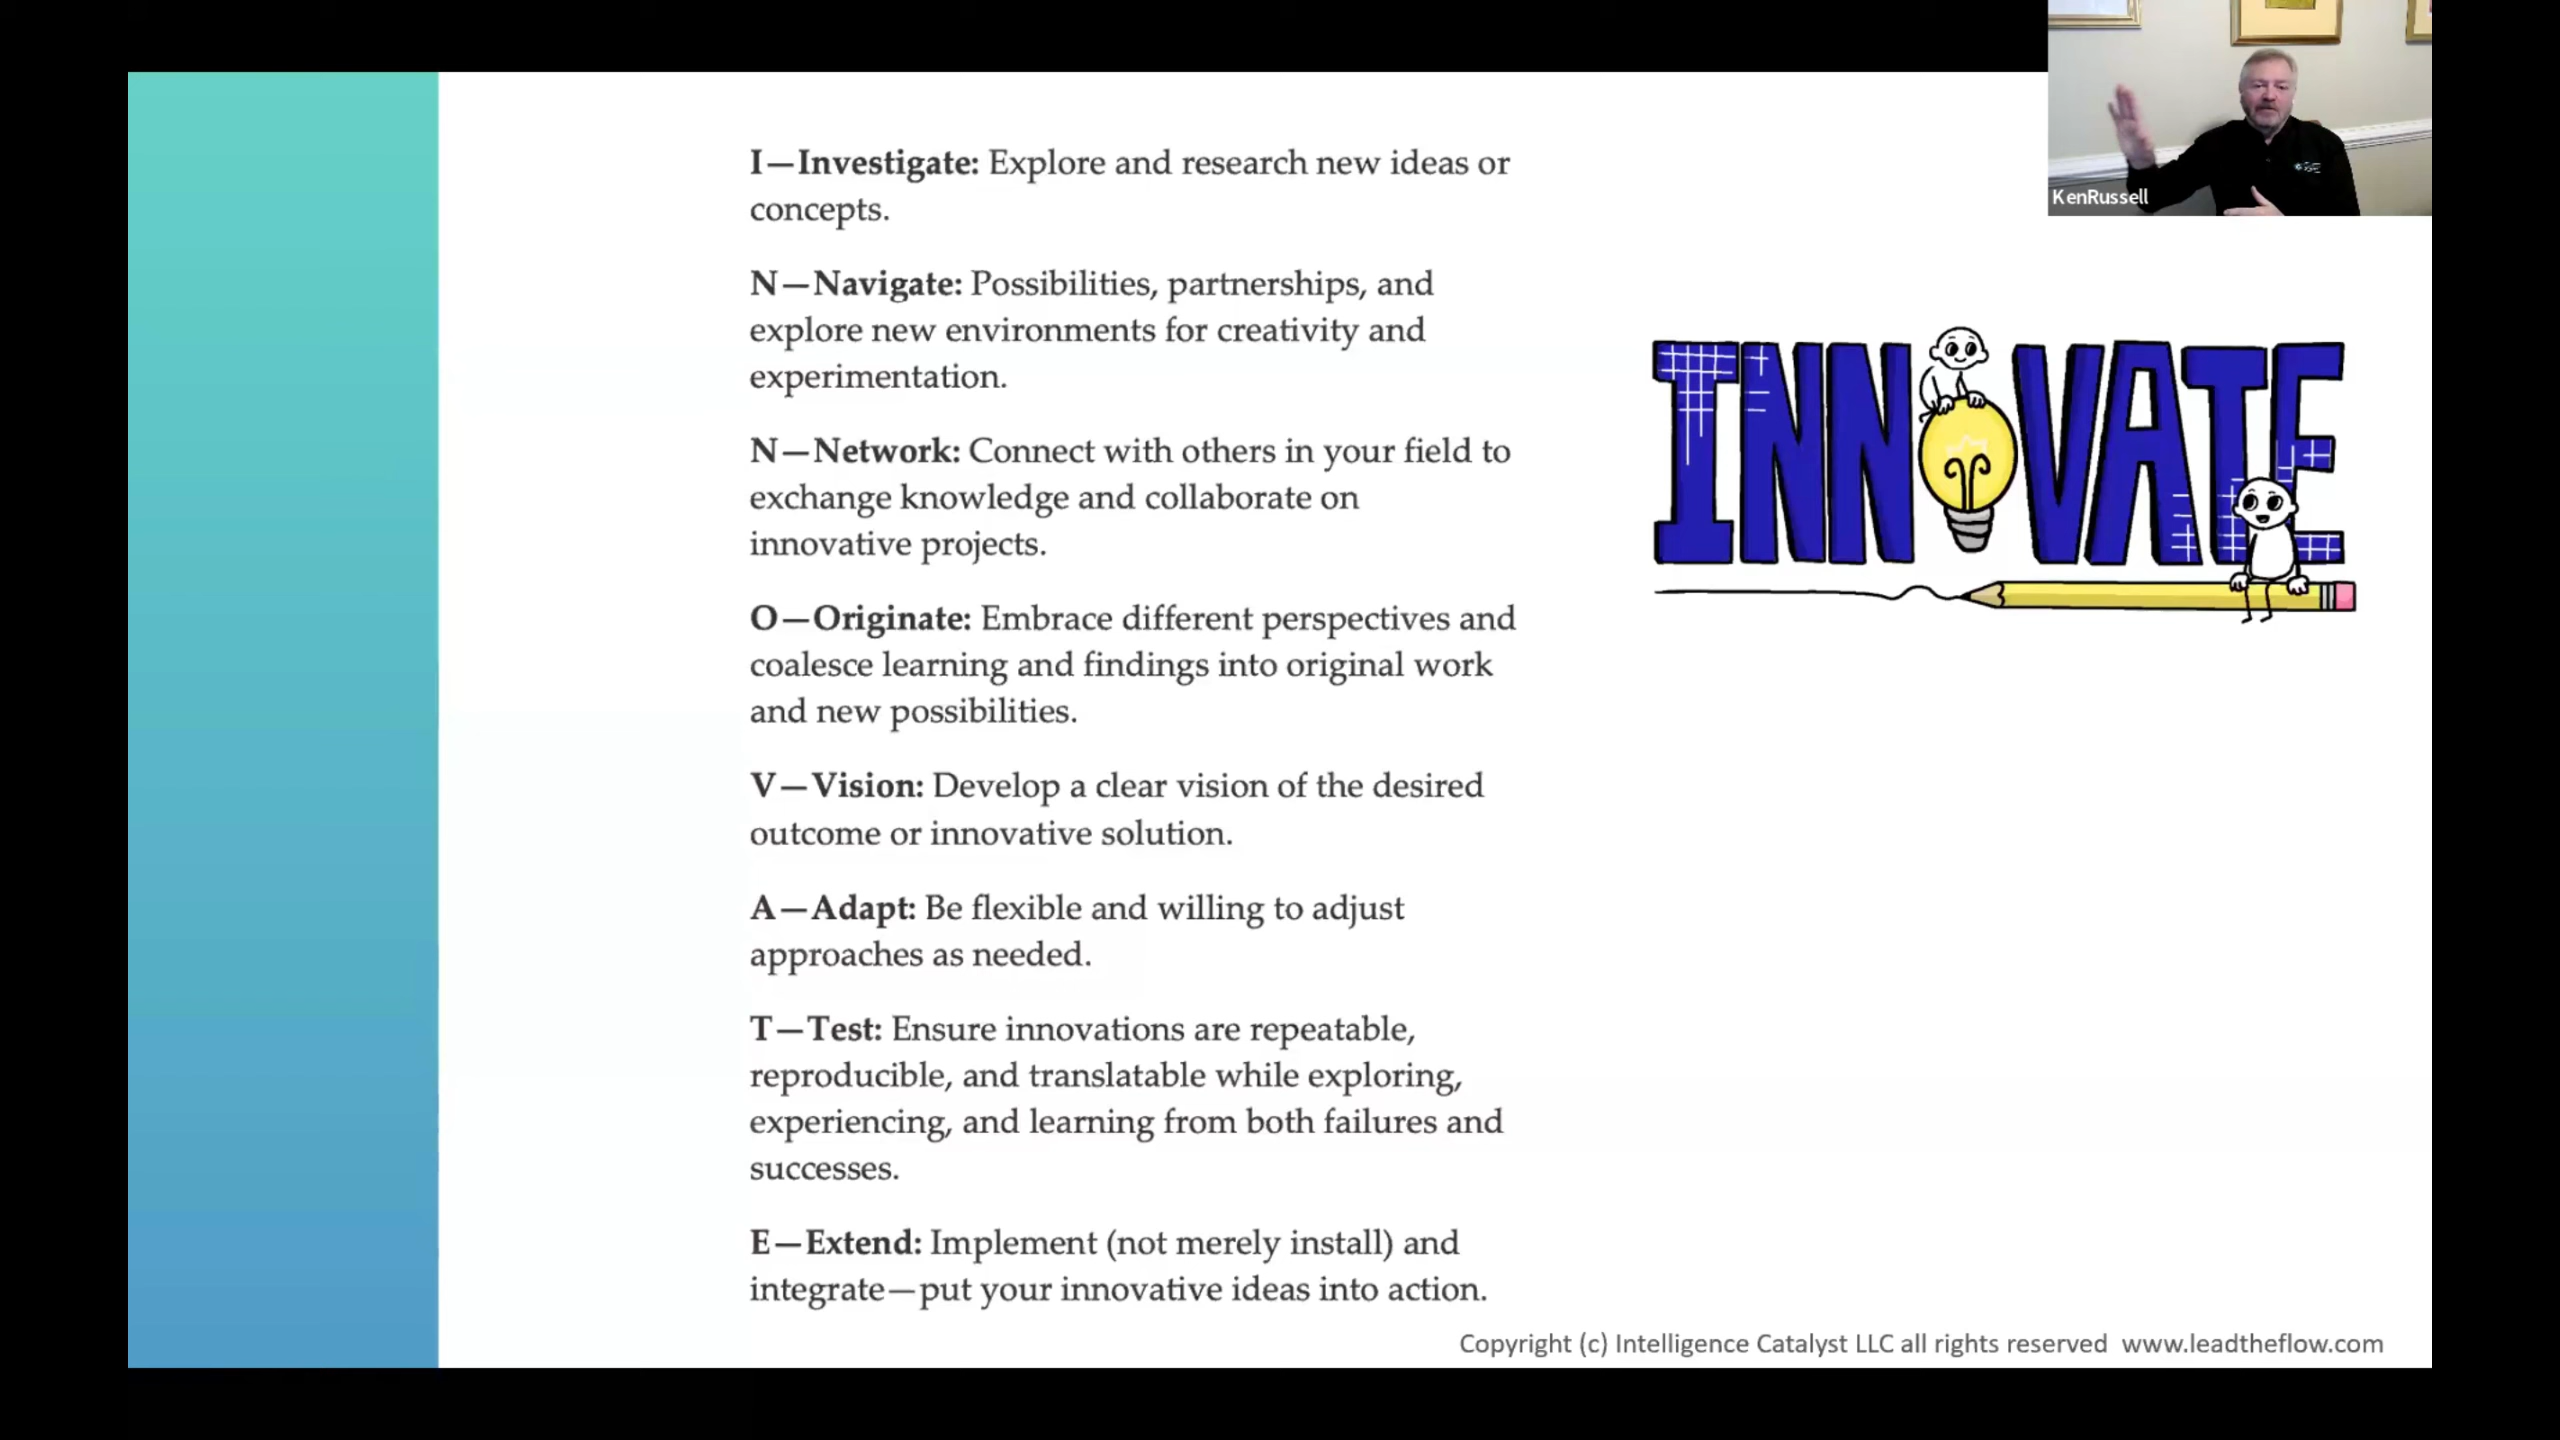 KenRussell
I—Investigate: Explore and research new ideas or
concepts.
N—Navigate: Possibilities, partnerships, and
explore new environments for creativity and
experimentation.
N—Network: Connect with others in your field to
exchange knowledge and collaborate on
innovative projects.
O—Originate: Embrace different perspectives and
coalesce learning and findings into original work
and new possibilities.
V—Vision: Develop a clear vision of the desired
outcome or innovative solution.
A—Adapt: Be flexible and willing to adjust
approaches as needed.
T—Test: Ensure innovations are repeatable,
reproducible, and translatable while exploring,
experiencing, and learning from both failures and
successes.
E—Extend: Implement (not merely install) and
integrate—put your innovative ideas into action.
INNOVATE
Copyright (c) Intelligence Catalyst LLC all rights reserved www.leadtheflow.com